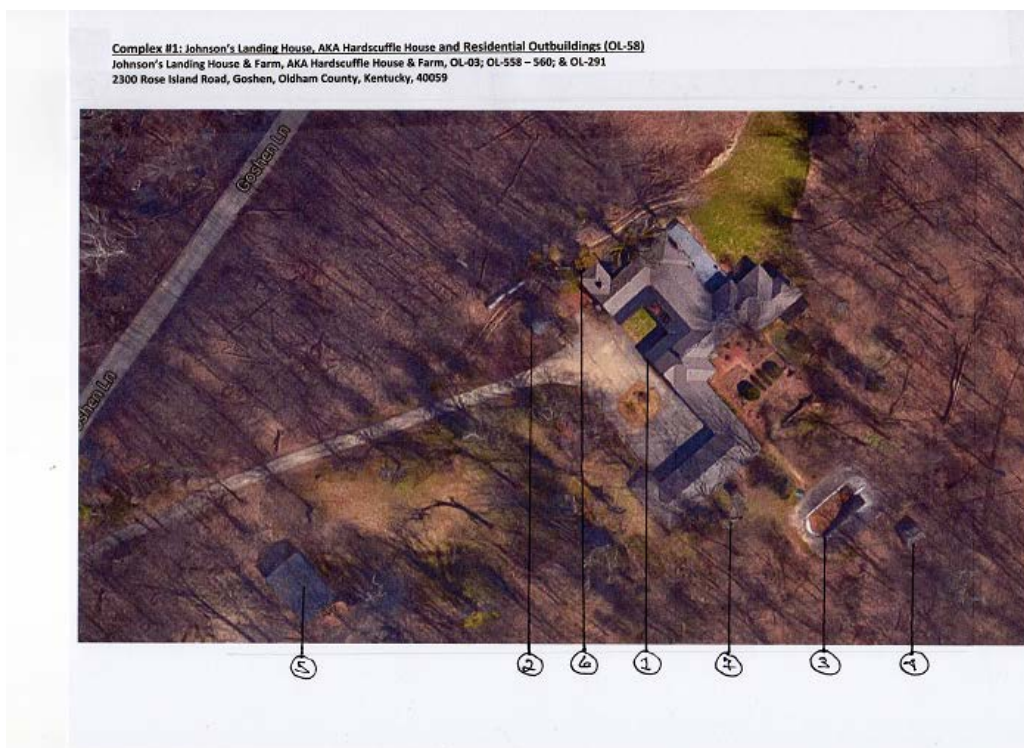 Complex #1: Johnson's Landing House, AKA Hardscuffle House and Residential Outbuildings (OL-58)
Johnson's Landing House & Farm, AKA Hardscuffle House & Farm, OL-03; OL-558 – 560; & OL-291
2300 Rose Island Road, Goshen, Oldham County, Kentucky, 40059
Goshen Ln
shen Ln
5 2 6 1 7 3